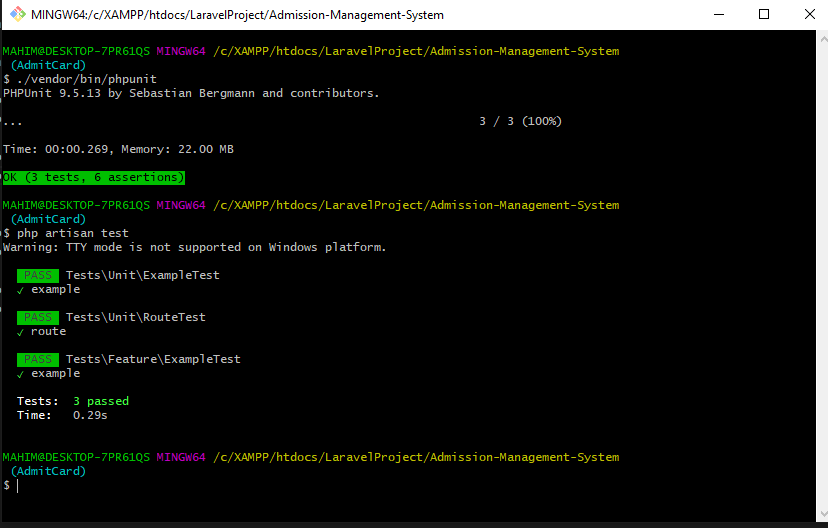 MINGW64:/c/XAMPP/htdocs/LaravelProject/Admission-Management-System
MAHIM@DESKTOP-7PR61QS MINGW64 /c/XAMPP/htdocs/LaravelProject/Admission-Management-System
(AdmitCard)
$ ./vendor/bin/phpunit
PHPUnit 9.5.13 by Sebastian Bergmann and contributors.
... 3 / 3 (100%)
Time: 00:00.269, Memory: 22.00 MB
OK (3 tests, 6 assertions)
MAHIM@DESKTOP-7PR61QS MINGW64 /c/XAMPP/htdocs/LaravelProject/Admission-Management-System
(AdmitCard)
$ php artisan test
Warning: TTY mode is not supported on Windows platform.
PASS Tests\Unit\ExampleTest
✓ example
PASS Tests\Unit\RouteTest
✓ route
PASS Tests\Feature\ExampleTest
✓ example
Tests: 3 passed
Time: 0.29s
MAHIM@DESKTOP-7PR61QS MINGW64 /c/XAMPP/htdocs/LaravelProject/Admission-Management-System
(AdmitCard)
$